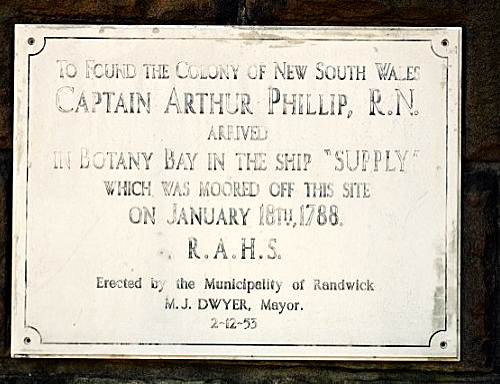 To Found the Colony of New South Wales
Captain Arthur Phillip, R.N.
arrived
in Botany Bay in the ship "SUPPLY"
which was moored off this site
on January 18th, 1788.
R.A.H.S.
Erected by the Municipality of Randwick
M.J. DWYER, Mayor.
2-12-53